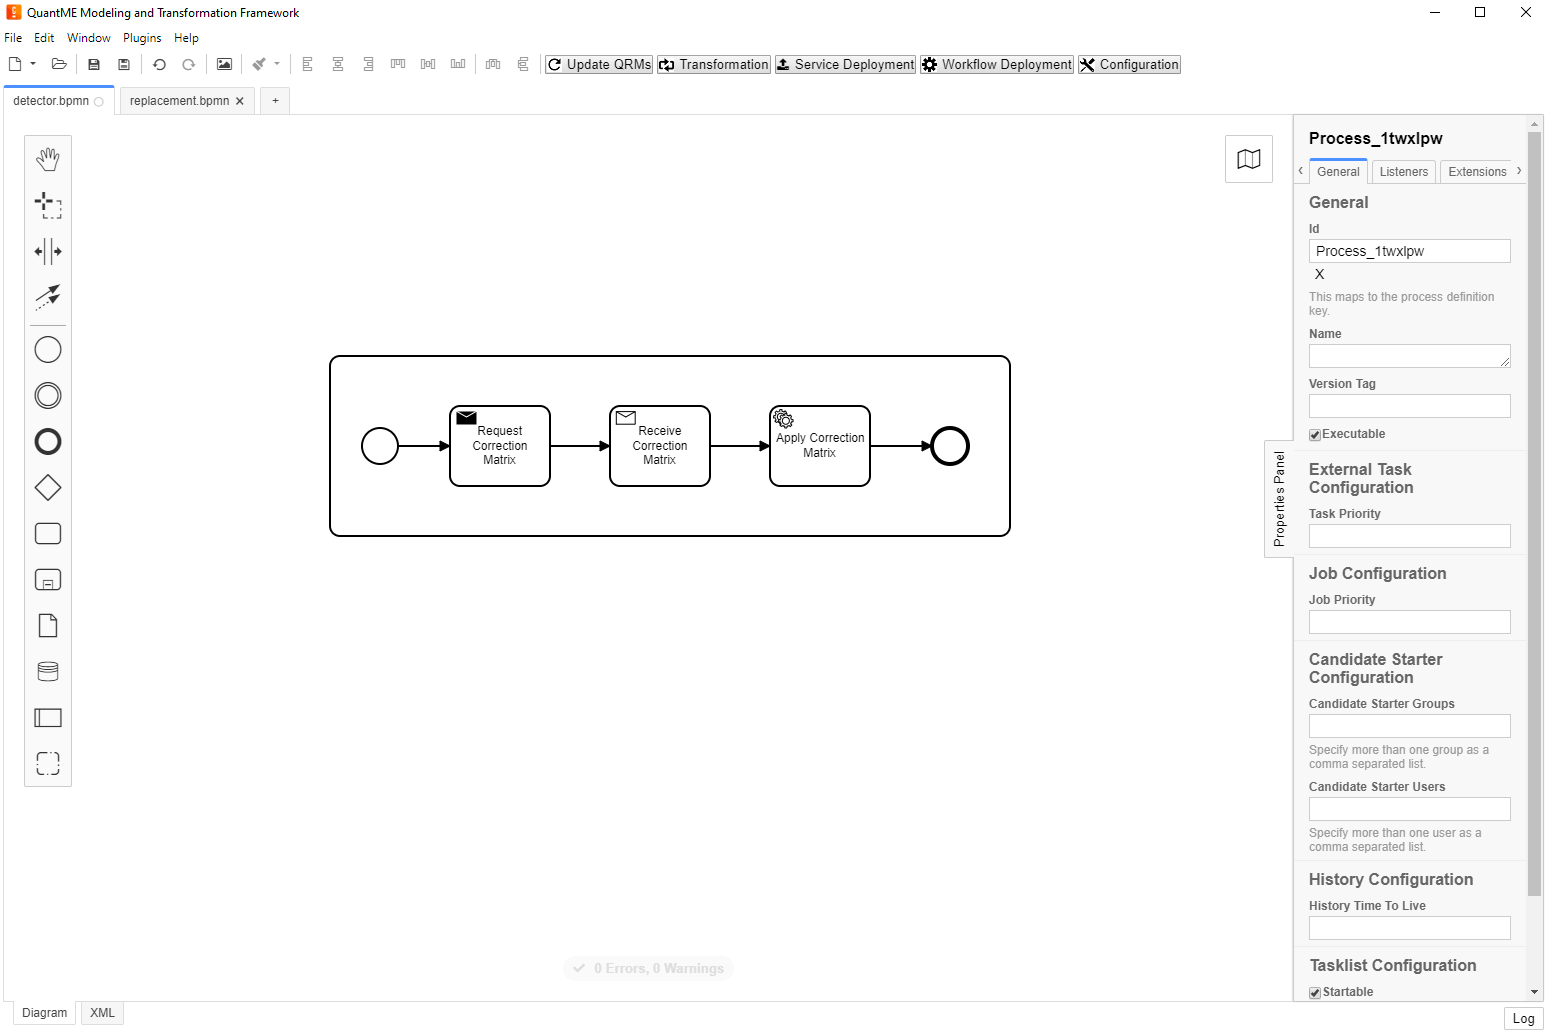 QuantME Modeling and Transformation Framework
File Edit Window Plugins Help
Update QRMs Transformation Service Deployment Workflow Deployment Configuration
detector.bpmn replacement.bpmn × +
Process_1twxlpw
General Listeners Extensions
General
Id
Process_1twxlpw
X
This maps to the process definition
key.
Name
Version Tag
Executable
External Task
Configuration
Task Priority
Job Configuration
Job Priority
Candidate Starter
Configuration
Candidate Starter Groups
Specify more than one group as a
comma separated list.
Candidate Starter Users
Specify more than one user as a
comma separated list.
History Configuration
History Time To Live
Tasklist Configuration
Startable
Properties Panel
Request
Correction
Matrix
Receive
Correction
Matrix
Apply Correction
Matrix
0 Errors, 0 Warnings
Diagram XML
Log